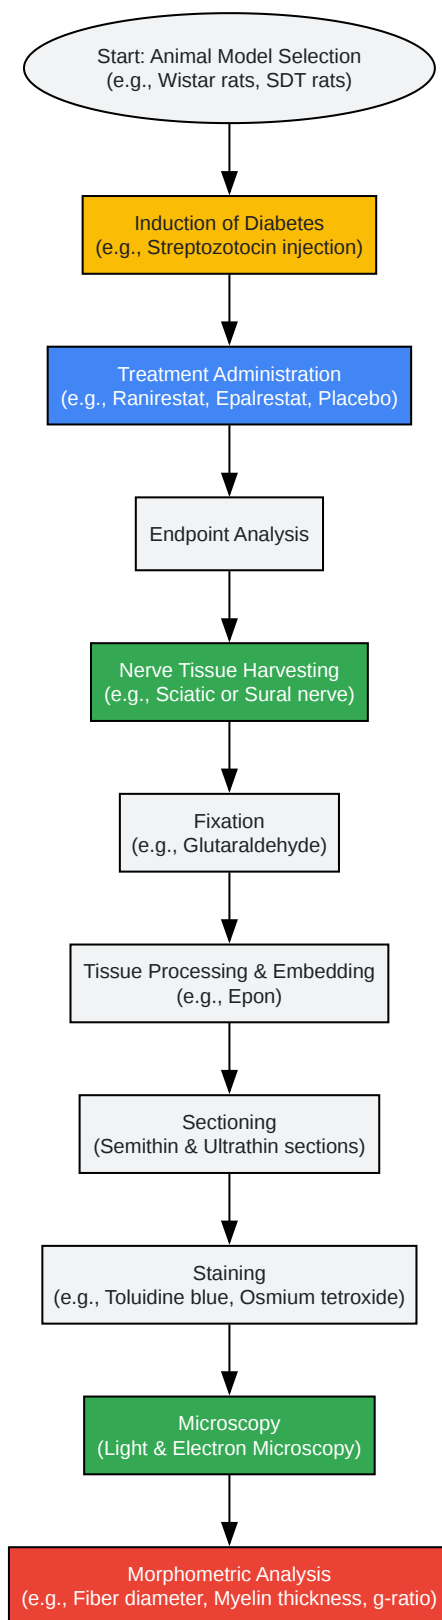 Start: Animal Model Selection
(e.g., Wistar rats, SDT rats)
Induction of Diabetes
(e.g., Streptozotocin injection)
Treatment Administration
(e.g., Ranirestat, Epalrestat, Placebo)
Endpoint Analysis
Nerve Tissue Harvesting
(e.g., Sciatic or Sural nerve)
Fixation
(e.g., Glutaraldehyde)
Tissue Processing & Embedding
(e.g., Epon)
Sectioning
(Semithin & Ultrathin sections)
Staining
(e.g., Toluidine blue, Osmium tetroxide)
Microscopy
(Light & Electron Microscopy)
Morphometric Analysis
(e.g., Fiber diameter, Myelin thickness, g-ratio)